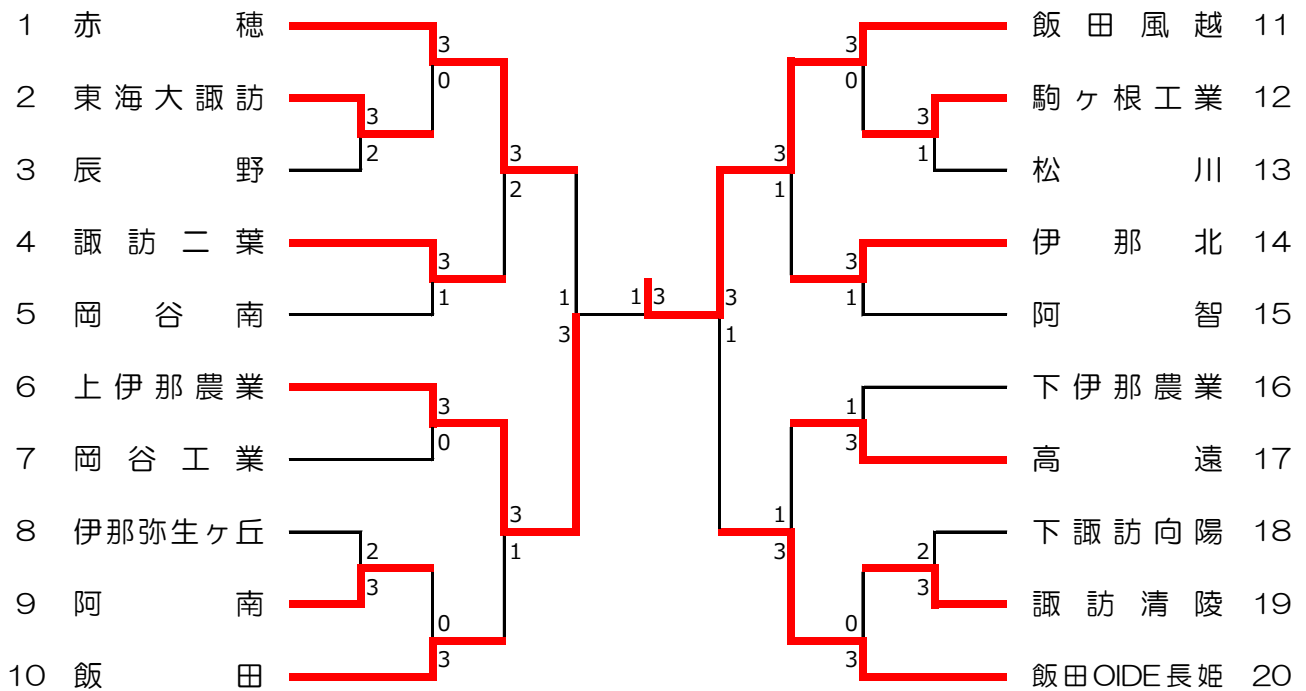 1 赤穂 飯田風越 11
3 3
0 0
2 東海大諏訪 駒ヶ根工業 12
3 3
2 1
3 辰野 松川 13
3 3
2 1
4 諏訪二葉 伊那北 14
3 3
1 1
5 岡谷南 阿智 15
1 1 3 3
3 1
6 上伊那農業 下伊那農業 16
3 1
0 3
7 岡谷工業 高遠 17
3 1
1 3
8 伊那弥生ヶ丘 下諏訪向陽 18
2 2
3 3
9 阿南 諏訪清陵 19
0 0
3 3
10 飯田 飯田OIDE長姫 20